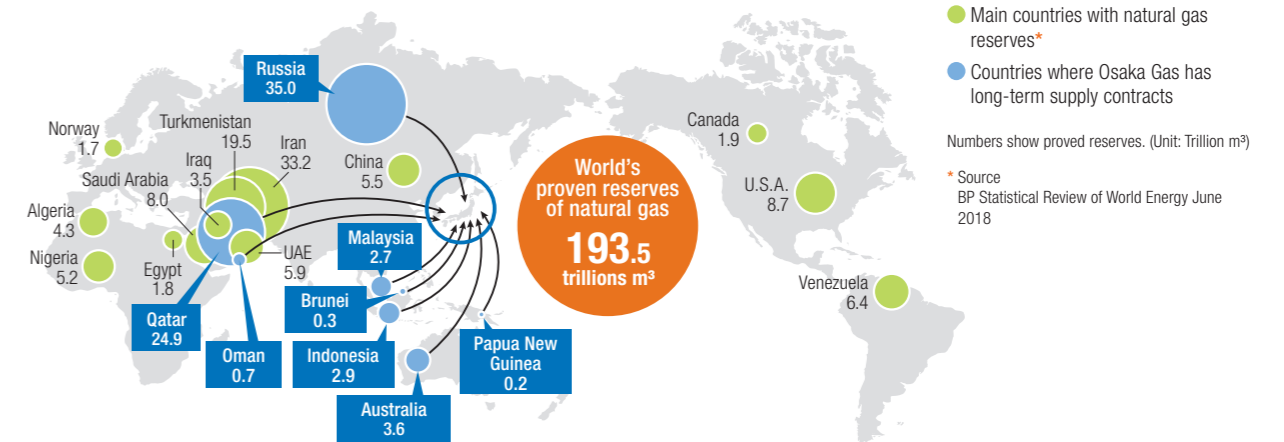 Russia
35.0
Norway
1.7
Turkmenistan
19.5
Iraq
3.5
Iran
33.2
Saudi Arabia
8.0
China
5.5
Algeria
4.3
Nigeria
5.2
Egypt
1.8
UAE
5.9
Qatar
24.9
Oman
0.7
Malaysia
2.7
Brunei
0.3
Indonesia
2.9
Australia
3.6
Papua New
Guinea
0.2
World's
proven reserves
of natural gas
193.5
trillions m³
Canada
1.9
U.S.A.
8.7
Venezuela
6.4
Main countries with natural gas
reserves*
Countries where Osaka Gas has
long-term supply contracts
Numbers show proved reserves. (Unit: Trillion m³)
* Source
BP Statistical Review of World Energy June
2018